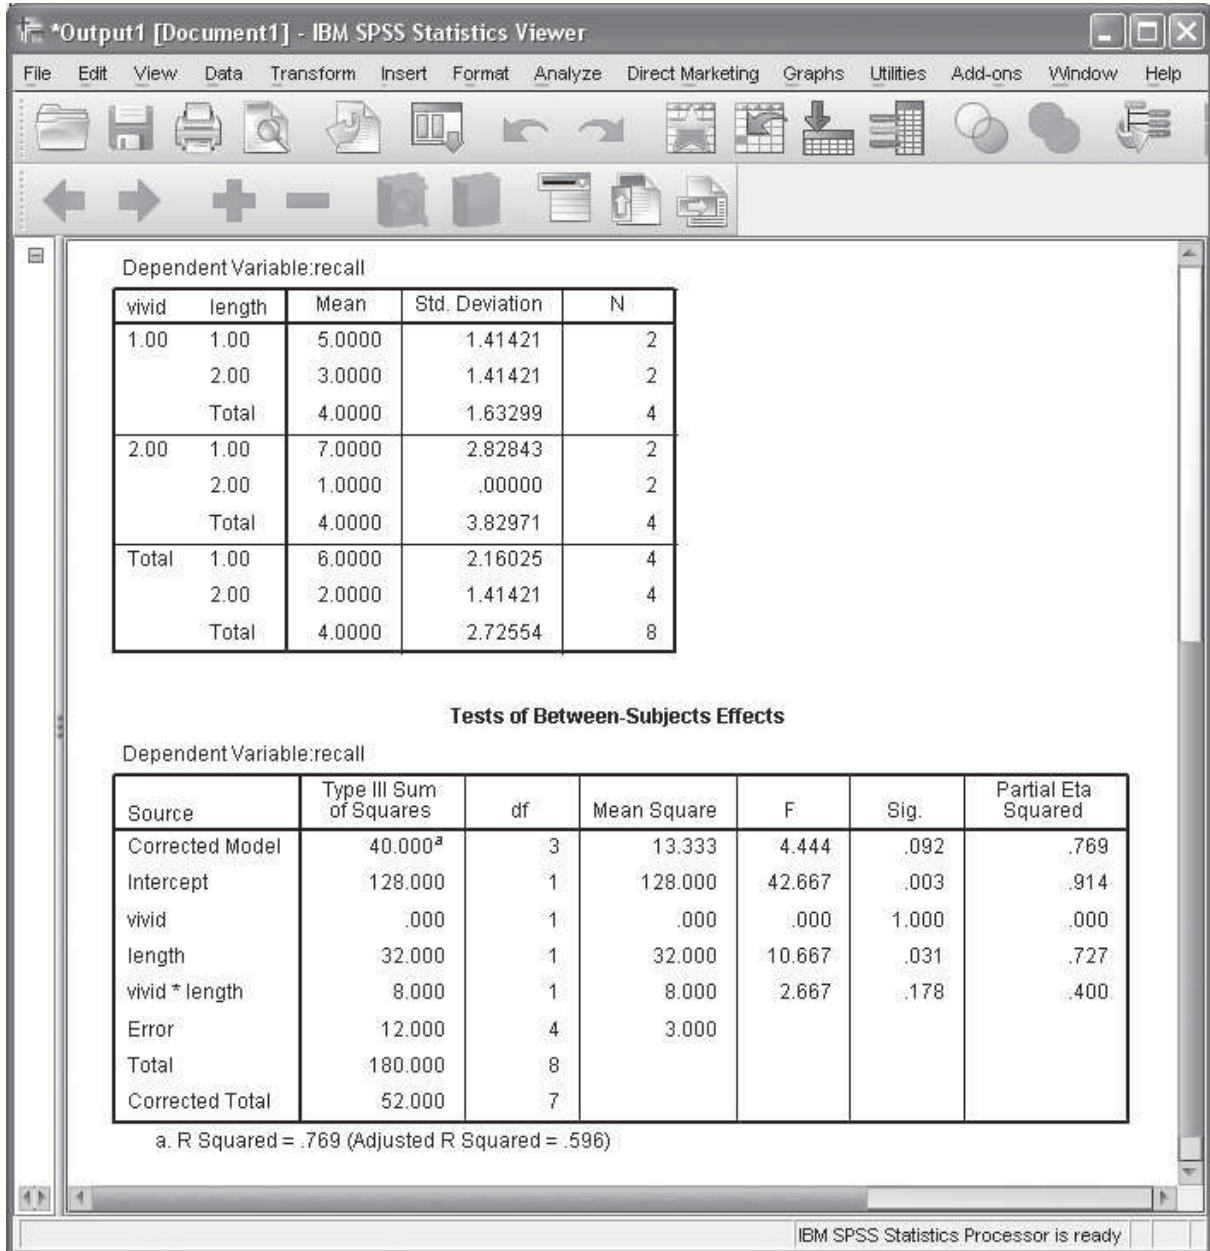 *Output1 [Document1] - IBM SPSS Statistics Viewer
File Edit View Data Transform Insert Format Analyze Direct Marketing Graphs Utilities Add-ons Window Help
Dependent Variable:recall
vivid length Mean Std. Deviation N
1.00 1.00 5.0000 1.41421 2
2.00 3.0000 1.41421 2
Total 4.0000 1.63299 4
2.00 1.00 7.0000 2.82843 2
2.00 1.0000 .00000 2
Total 4.0000 3.82971 4
Total 1.00 6.0000 2.16025 4
2.00 2.0000 1.41421 4
Total 4.0000 2.72554 8
Tests of Between-Subjects Effects
Dependent Variable:recall
Source Type III Sum of Squares df Mean Square F Sig. Partial Eta Squared
Corrected Model 40.000a 3 13.333 4.444 .092 .769
Intercept 128.000 1 128.000 42.667 .003 .914
vivid .000 1 .000 .000 1.000 .000
length 32.000 1 32.000 10.667 .031 .727
vivid * length 8.000 1 8.000 2.667 .178 .400
Error 12.000 4 3.000
Total 180.000 8
Corrected Total 52.000 7
a. R Squared = .769 (Adjusted R Squared = .596)
IBM SPSS Statistics Processor is ready